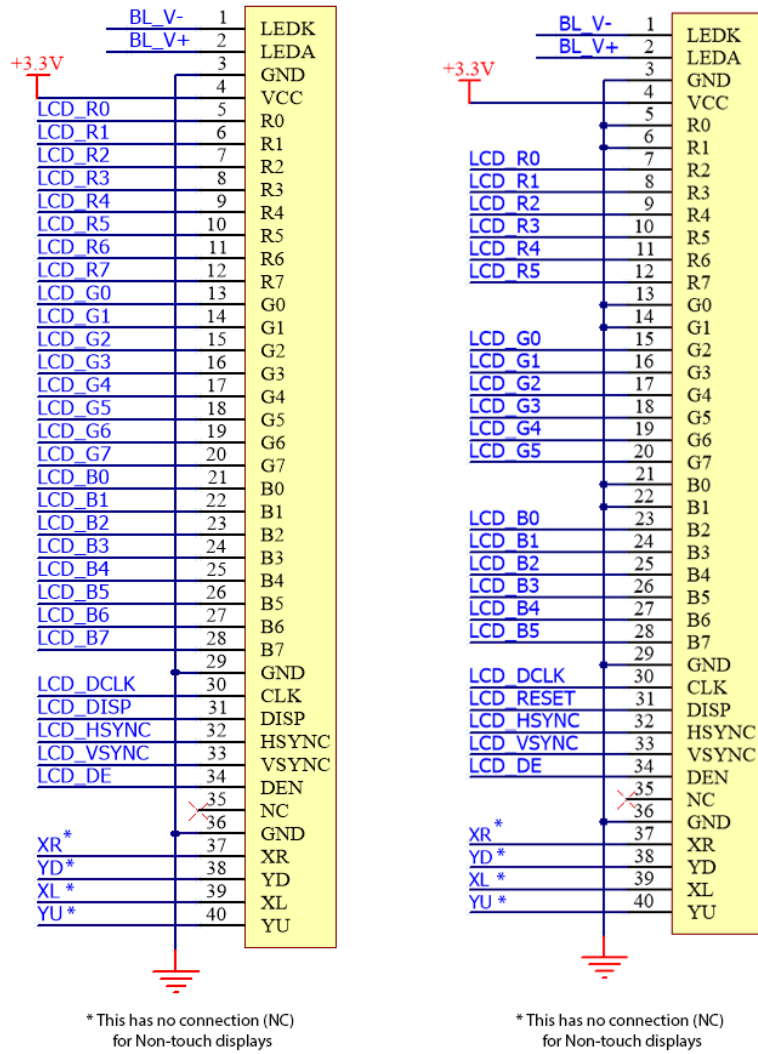 BL_V- 1 LEDK
BL_V+ 2 LEDA
3 GND
+3.3V
4 VCC
LCD_R0 5 R0
LCD_R1 6 R1
LCD_R2 7 R2
LCD_R3 8 R3
LCD_R4 9 R4
LCD_R5 10 R5
LCD_R6 11 R6
LCD_R7 12 R7
LCD_G0 13 G0
LCD_G1 14 G1
LCD_G2 15 G2
LCD_G3 16 G3
LCD_G4 17 G4
LCD_G5 18 G5
LCD_G6 19 G6
LCD_G7 20 G7
LCD_B0 21 B0
LCD_B1 22 B1
LCD_B2 23 B2
LCD_B3 24 B3
LCD_B4 25 B4
LCD_B5 26 B5
LCD_B6 27 B6
LCD_B7 28 B7
29 GND
LCD_DCLK 30 CLK
LCD_DISP 31 DISP
LCD_HSYNC 32 HSYNC
LCD_VSYNC 33 VSYNC
LCD_DE 34 DEN
35 NC
36 GND
XR* 37 XR
YD* 38 YD
XL * 39 XL
YU * 40 YU
* This has no connection (NC)
for Non-touch displays
BL_V- 1 LEDK
BL_V+ 2 LEDA
3 GND
+3.3V
4 VCC
5 R0
6 R1
LCD_R0 7 R2
LCD_R1 8 R3
LCD_R2 9 R4
LCD_R3 10 R5
LCD_R4 11 R6
LCD_R5 12 R7
13 G0
14 G1
LCD_G0 15 G2
LCD_G1 16 G3
LCD_G2 17 G4
LCD_G3 18 G5
LCD_G4 19 G6
LCD_G5 20 G7
21 B0
22 B1
LCD_B0 23 B2
LCD_B1 24 B3
LCD_B2 25 B4
LCD_B3 26 B5
LCD_B4 27 B6
LCD_B5 28 B7
29 GND
LCD_DCLK 30 CLK
LCD_RESET 31 DISP
LCD_HSYNC 32 HSYNC
LCD_VSYNC 33 VSYNC
LCD_DE 34 DEN
35 NC
36 GND
XR* 37 XR
YD* 38 YD
XL * 39 XL
YU * 40 YU
* This has no connection (NC)
for Non-touch displays